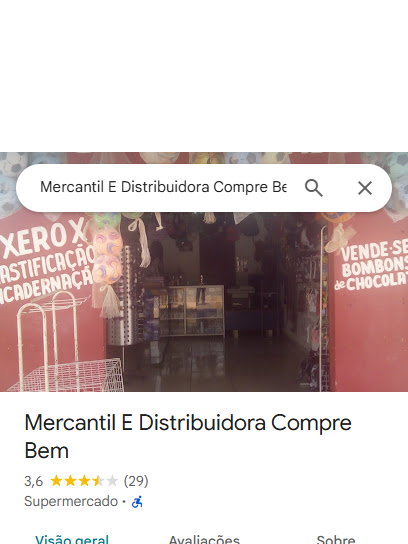 Mercantil E Distribuidora Compre Be
XEROX
ASTIFICAÇÃO
NCADERNAÇÃ
VENDE-SE
BOMBONS
de CHOCOLA
Mercantil E Distribuidora Compre
Bem
3,6 (29)
Supermercado ·
Visão geral Avaliações Sobre